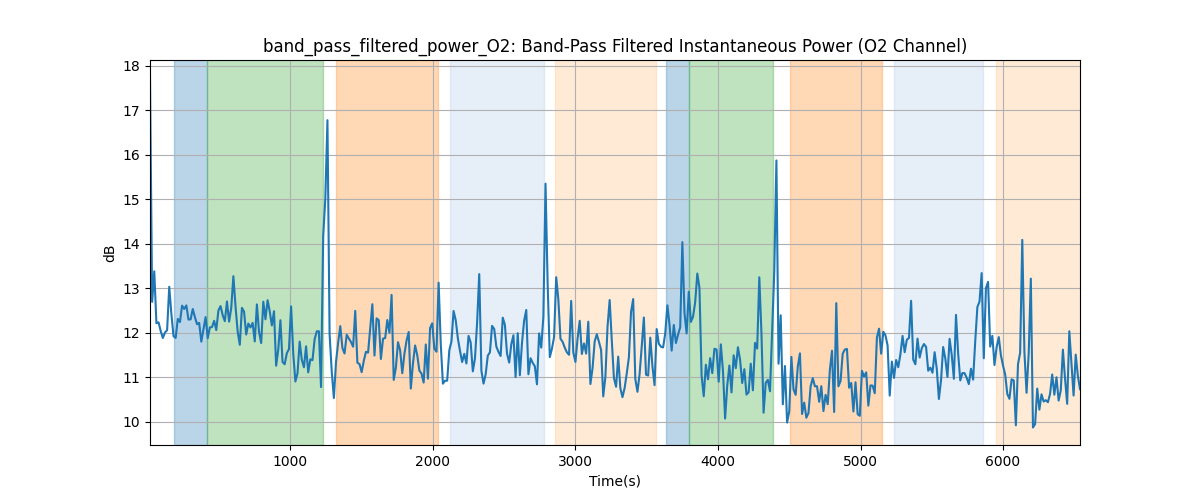 band_pass_filtered_power_O2: Band-Pass Filtered Instantaneous Power (O2 Channel)
18
17
16
15
14
13
12
11
10
dB
1000 2000 3000 4000 5000 6000
Time(s)